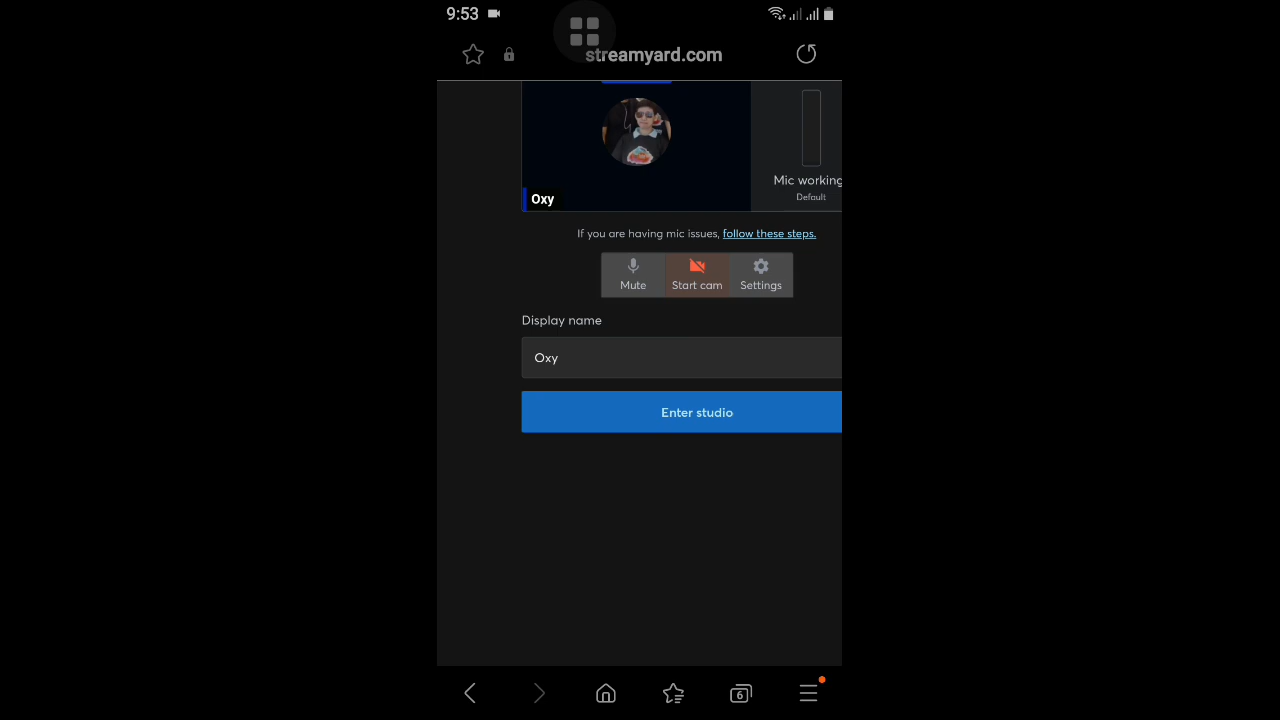 9:53
streamyard.com
Oxy
Mic working
Default
If you are having mic issues, follow these steps.
Mute
Start cam
Settings
Display name
Oxy
Enter studio
6